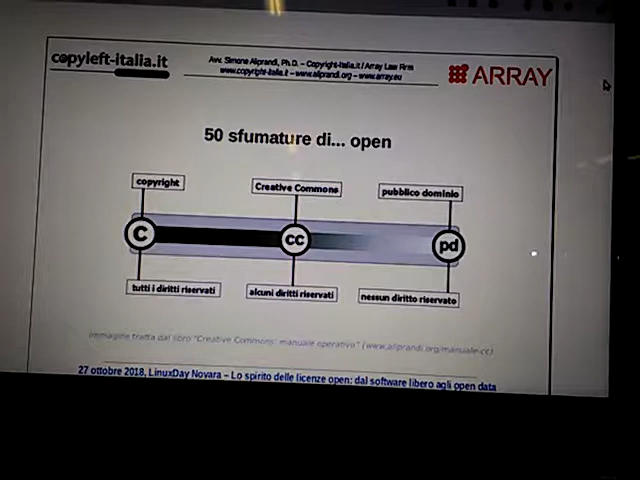 copyleft-italia.it
Avv. Simone Aliprandi, Ph.D. – Copyright-Italia.it / Array Law Firm
www.copyright-italia.it – www.aliprandi.org – www.array.eu
ARRAY
50 sfumature di... open
copyright
Creative Commons
pubblico dominio
C
cc
pd
tutti i diritti riservati
alcuni diritti riservati
nessun diritto riservato
Immagine tratta dal libro "Creative Commons: manuale operativo" (www.aliprandi.org/manuale-cc)
27 ottobre 2018, LinuxDay Novara – Lo spirito delle licenze open: dal software libero agli open data